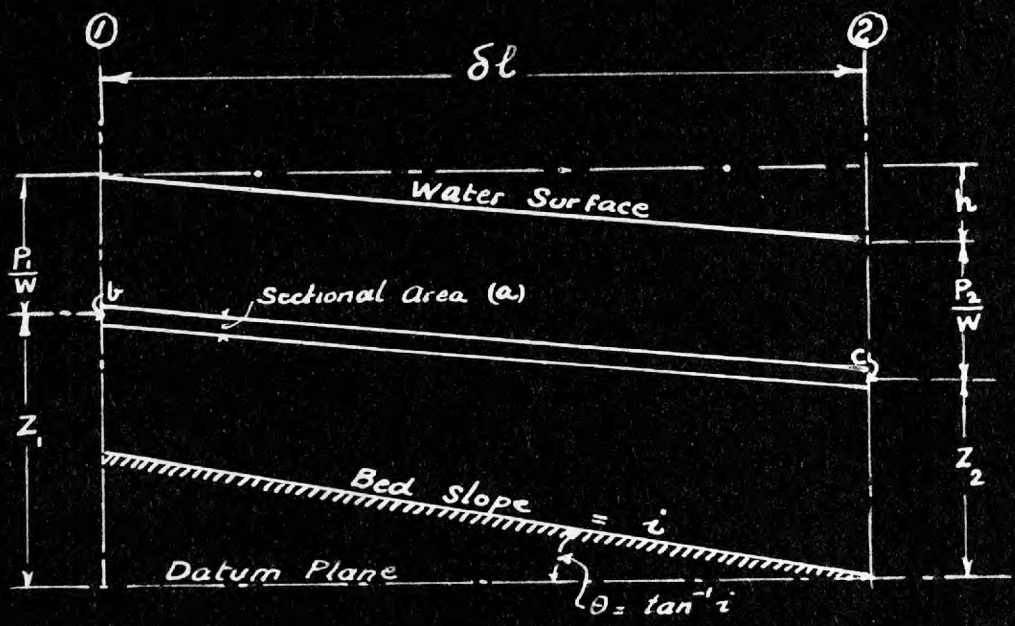 ① ②
δl
Water Surface
h
P₁/W
b
Sectional Area (a)
P₂/W
c
Z₁
Z₂
Bed slope = i
Datum Plane
θ = tan⁻¹ i